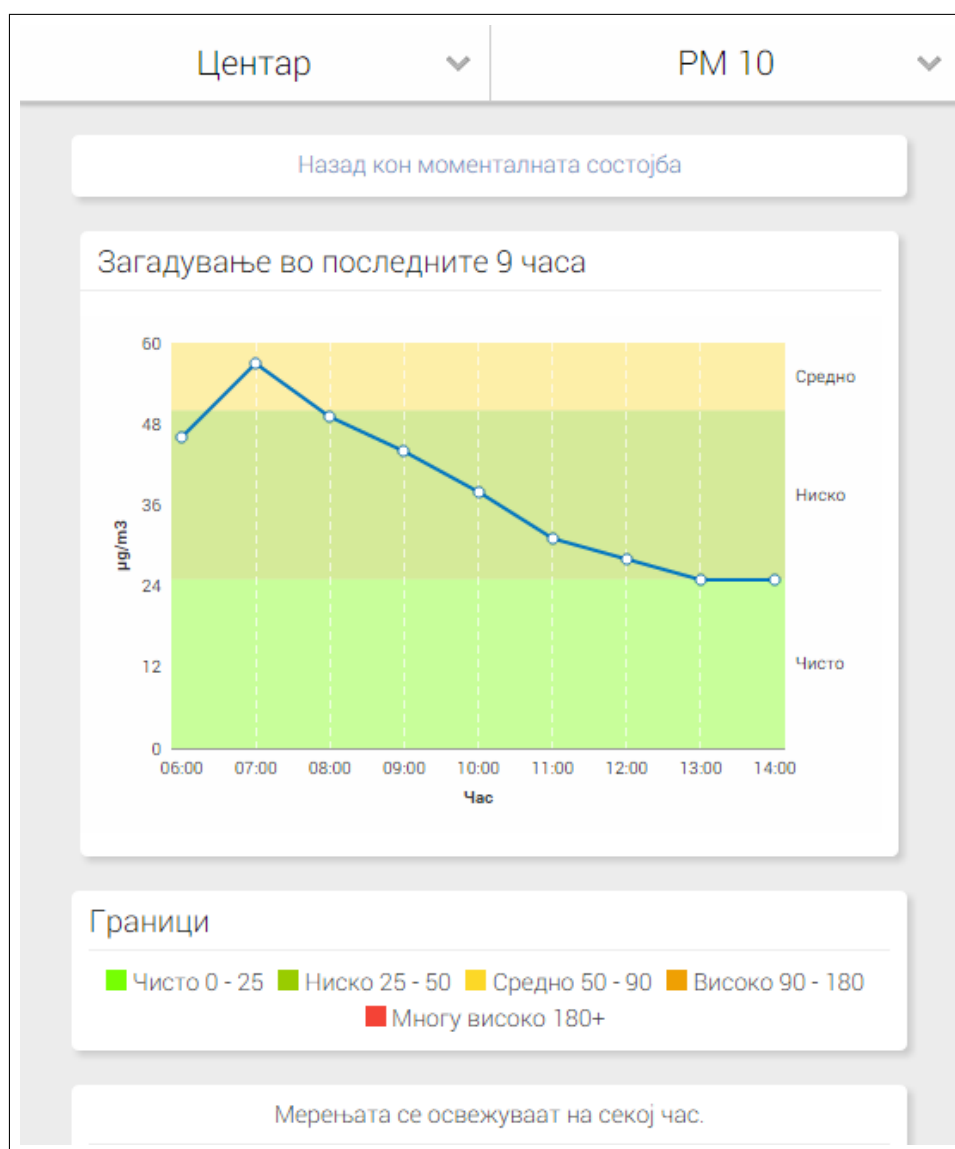 Центар
PM 10
Назад кон моменталната состојба
Загадување во последните 9 часа
60
48
36
24
12
0
µg/m3
Средно
Ниско
Чисто
06:00 07:00 08:00 09:00 10:00 11:00 12:00 13:00 14:00
Час
Граници
Чисто 0 - 25 Ниско 25 - 50 Средно 50 - 90 Високо 90 - 180
Многу високо 180+
Мерењата се освежуваат на секој час.